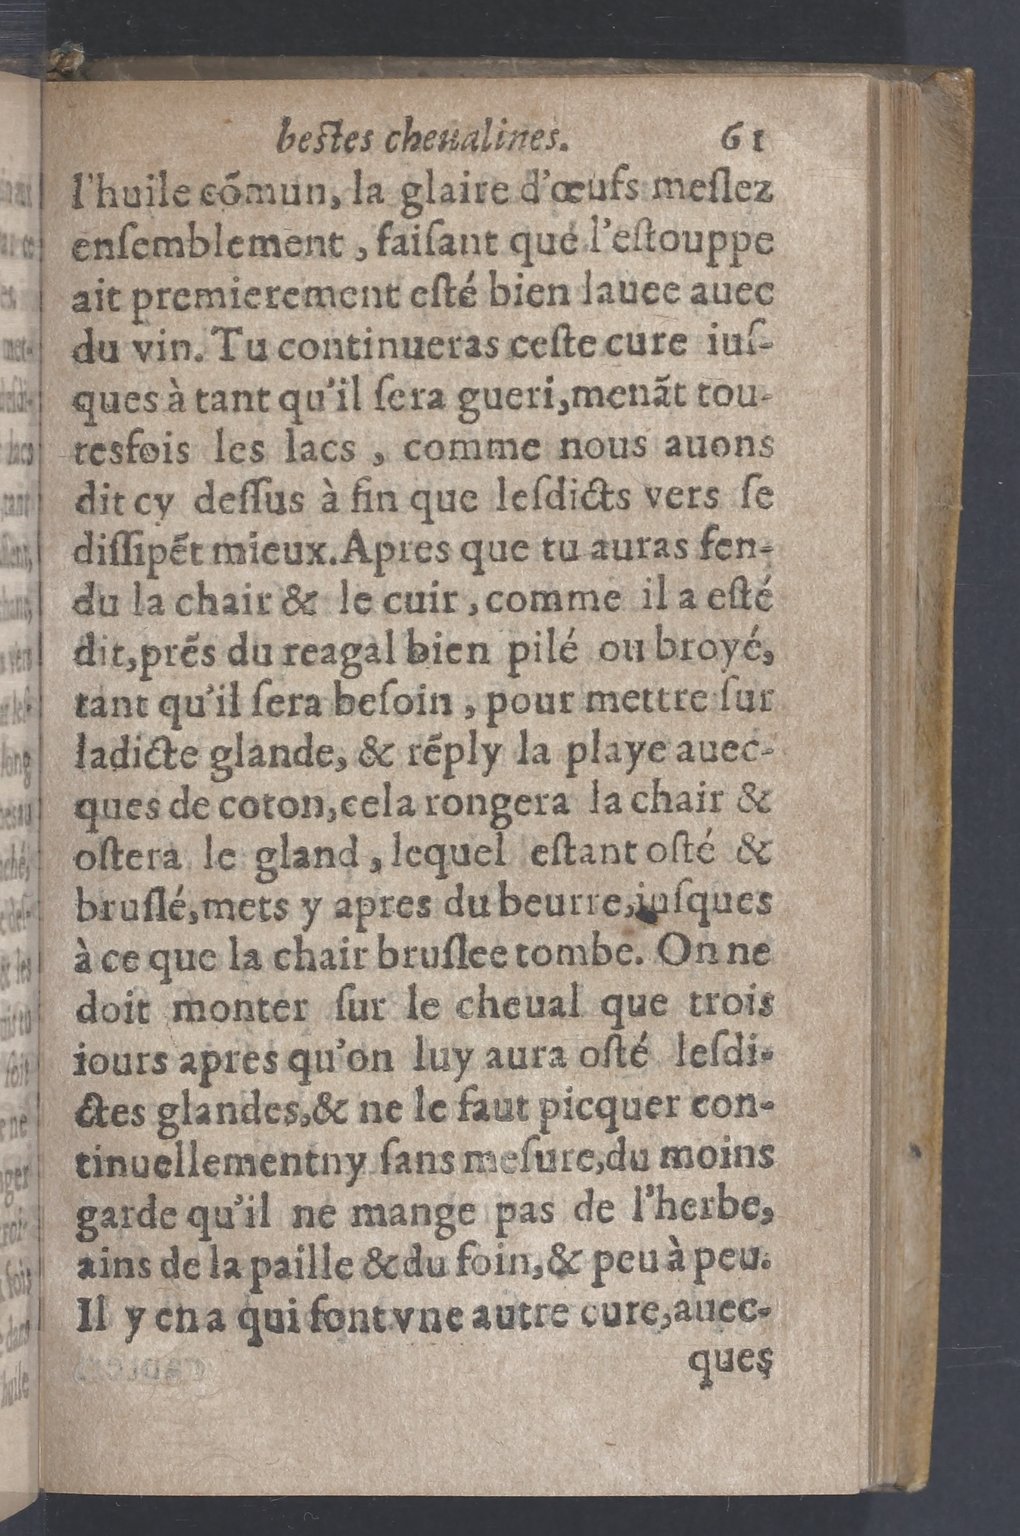 bestes cheualines. 61
l'huile cõmun, la glaire d'œufs meſlez
enſemblement, faiſant que l'eſtouppe
ait premierement eſté bien lauee auec
du vin. Tu continueras ceſte cure iuſ-
ques à tant qu'il ſera gueri, menãt tou-
tesfois les lacs, comme nous auons
dit cy deſſus à fin que leſdicts vers ſe
diſſipẽt mieux. Apres que tu auras fen-
du la chair & le cuir, comme il a eſté
dit, prẽs du reagal bien pilé ou broyé,
tant qu'il ſera beſoin, pour mettre ſur
ladicte glande, & rẽply la playe auec-
ques de coton, cela rongera la chair &
oſtera le gland, lequel eſtant oſté &
bruſlé, mets y apres du beurre, iuſques
à ce que la chair bruſlee tombe. On ne
doit monter ſur le cheual que trois
iours apres qu'on luy aura oſté leſdi-
ctes glandes, & ne le faut picquer con-
tinuellement ny ſans meſure, du moins
garde qu'il ne mange pas de l'herbe,
ains de la paille & du foin, & peu à peu.
Il y en a qui font vne autre cure, auec-
ques